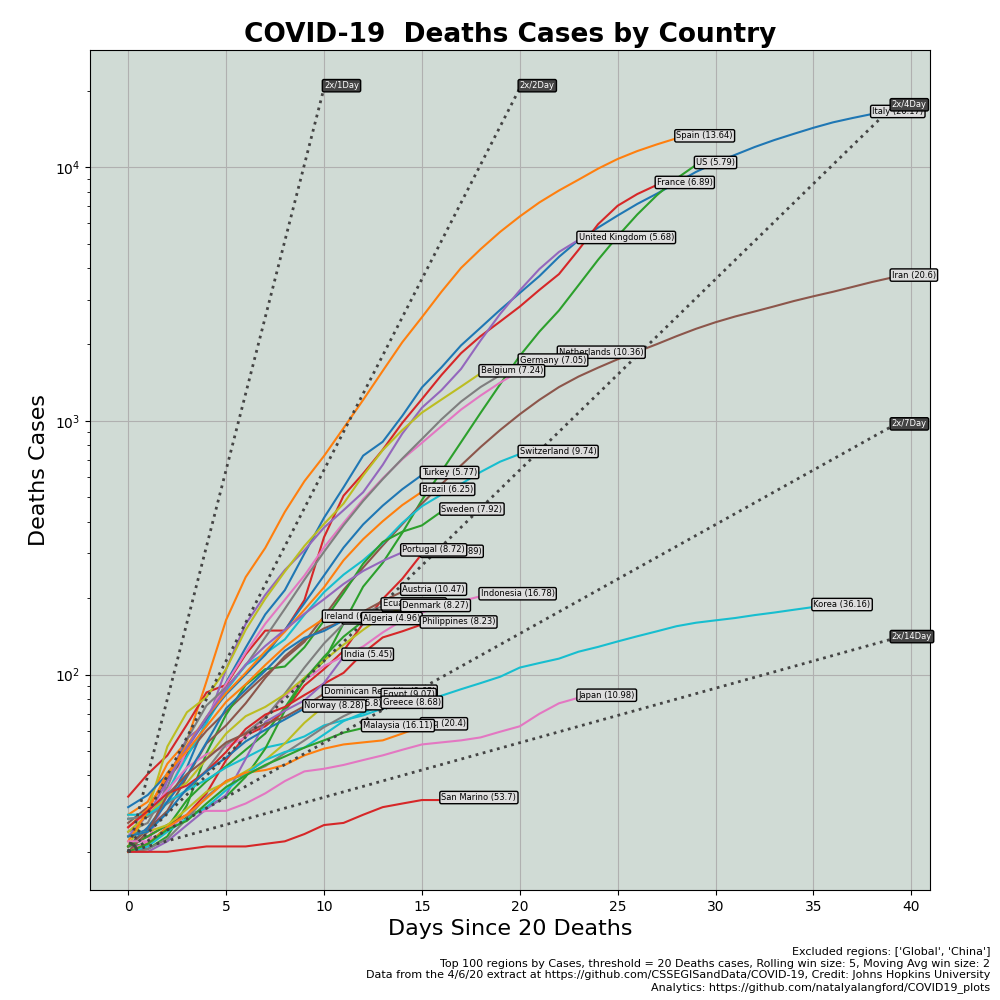 COVID-19  Deaths Cases by Country
2x/1Day
2x/2Day
2x/4Day
Italy
Spain (13.64)
US (5.79)
France (6.89)
United Kingdom (5.68)
Iran (20.6)
Netherlands (10.36)
Germany (7.05)
Belgium (7.24)
2x/7Day
Switzerland (9.74)
Turkey (5.77)
Brazil (6.25)
Sweden (7.92)
Portugal (8.72)
Austria (10.47)
Indonesia (16.78)
Denmark (8.27)
Korea (36.16)
Ireland
Algeria (4.96)
Philippines (8.23)
2x/14Day
India (5.45)
Dominican
Egypt (9.07)
Japan (10.98)
Norway (8.28)
Greece (8.68)
Malaysia (16.11)
(20.4)
San Marino (53.7)
Deaths Cases
10⁴
10³
10²
0 5 10 15 20 25 30 35 40
Days Since 20 Deaths
Excluded regions: ['Global', 'China']
Top 100 regions by Cases, threshold = 20 Deaths cases, Rolling win size: 5, Moving Avg win size: 2
Data from the 4/6/20 extract at https://github.com/CSSEGISandData/COVID-19, Credit: Johns Hopkins University
Analytics: https://github.com/natalyalangford/COVID19_plots